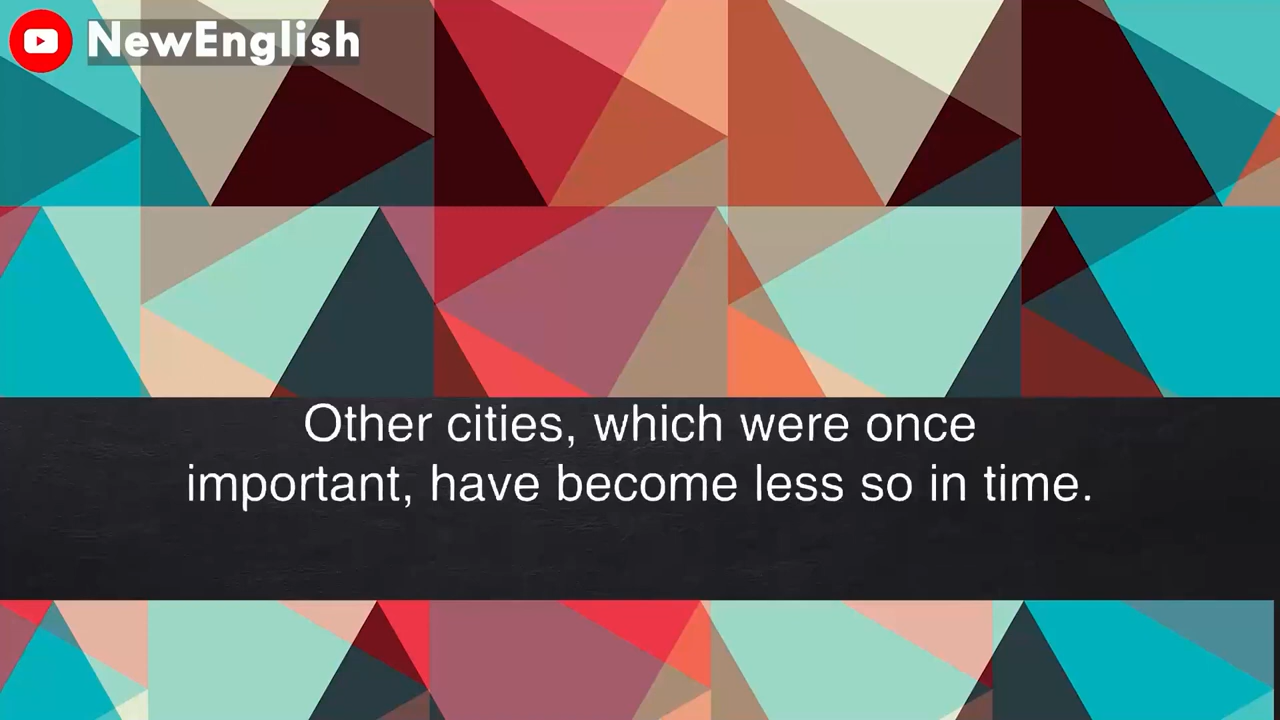 NewEnglish
Other cities, which were once
important, have become less so in time.